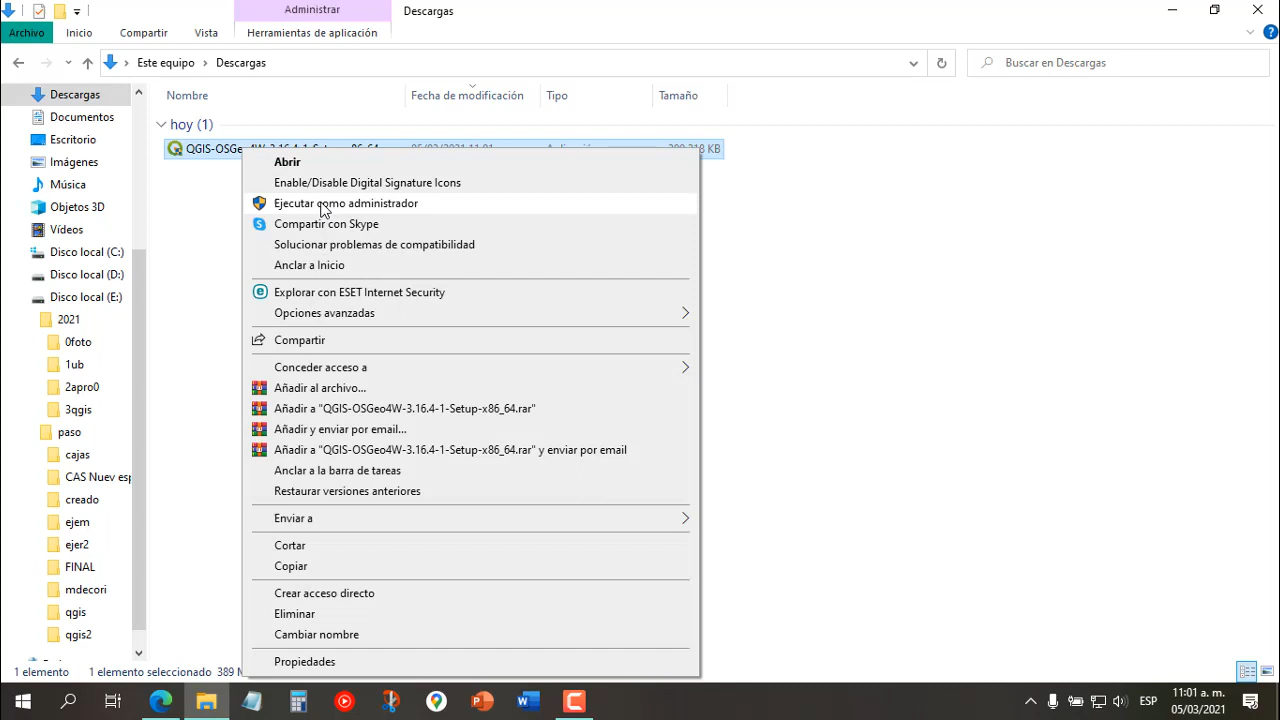 Administrar
Descargas
Archivo
Inicio
Compartir
Vista
Herramientas de aplicación
Este equipo
Descargas
Buscar en Descargas
Descargas
Documentos
Escritorio
Imágenes
Música
Objetos 3D
Vídeos
Disco local (C:)
Disco local (D:)
Disco local (E:)
2021
0foto
1ub
2apro0
3qgis
paso
cajas
CAS Nuev esp
creado
ejem
ejer2
FINAL
mdecori
qgis
qgis2
Nombre
Fecha de modificación
Tipo
Tamaño
hoy (1)
Abrir
Enable/Disable Digital Signature Icons
Ejecutar como administrador
Compartir con Skype
Solucionar problemas de compatibilidad
Anclar a Inicio
Explorar con ESET Internet Security
Opciones avanzadas
Compartir
Conceder acceso a
Añadir al archivo...
Añadir a "QGIS-OSGeo4W-3.16.4-1-Setup-x86_64.rar"
Añadir y enviar por email...
Añadir a "QGIS-OSGeo4W-3.16.4-1-Setup-x86_64.rar" y enviar por email
Anclar a la barra de tareas
Restaurar versiones anteriores
Enviar a
Cortar
Copiar
Crear acceso directo
Eliminar
Cambiar nombre
Propiedades
1 elemento
1 elemento seleccionado 389 M
ESP
11:01 a. m.
05/03/2021